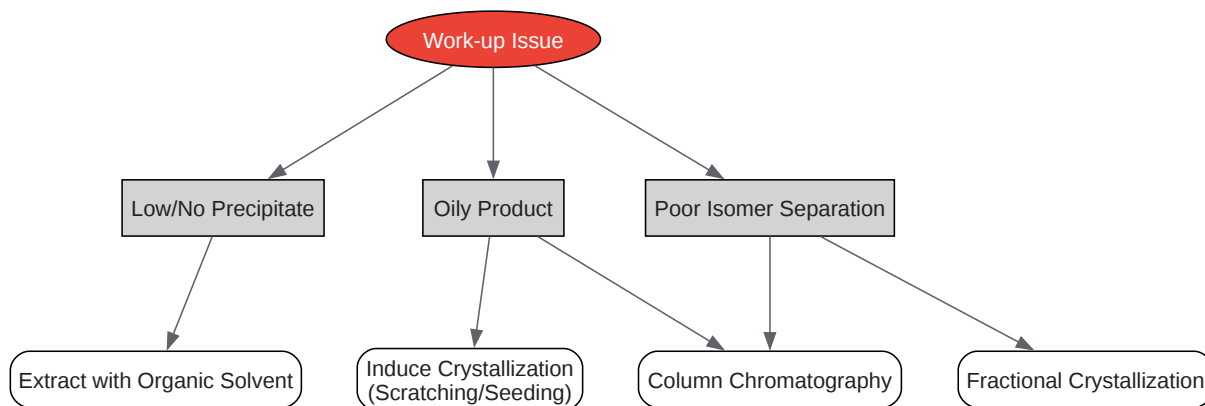 Work-up Issue
Low/No Precipitate
Oily Product
Poor Isomer Separation
Extract with Organic Solvent
Induce Crystallization
(Scratching/Seeding)
Column Chromatography
Fractional Crystallization